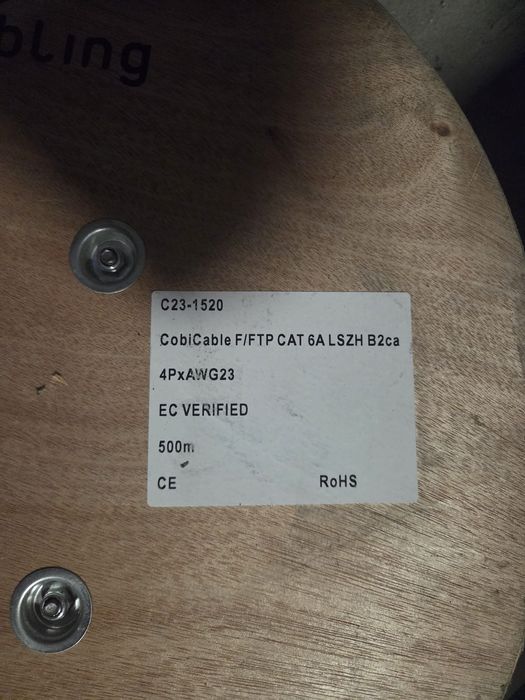 bling
C23-1520
CobiCable F/FTP CAT 6A LSZH B2ca
4PxAWG23
EC VERIFIED
500m
CE RoHS